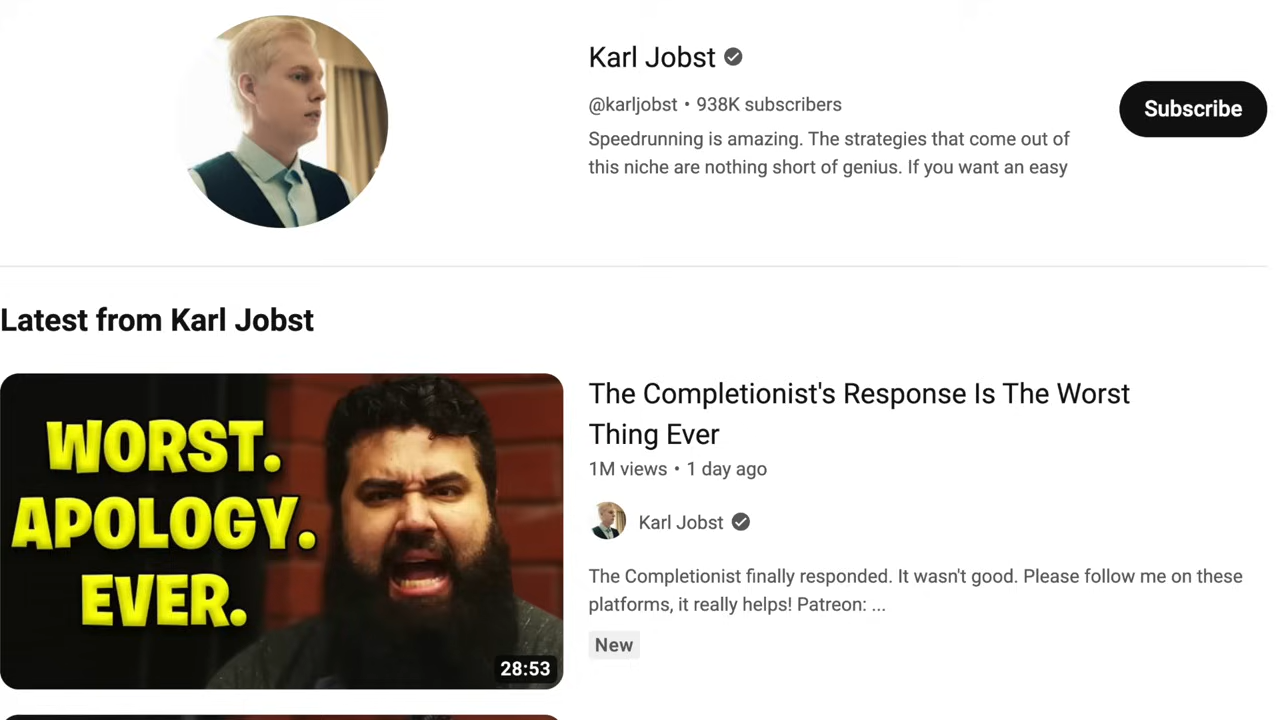 Karl Jobst
@karljobst • 938K subscribers
Subscribe
Speedrunning is amazing. The strategies that come out of
this niche are nothing short of genius. If you want an easy
Latest from Karl Jobst
WORST.
APOLOGY.
EVER.
28:53
The Completionist's Response Is The Worst
Thing Ever
1M views • 1 day ago
Karl Jobst
The Completionist finally responded. It wasn't good. Please follow me on these
platforms, it really helps! Patreon: ...
New